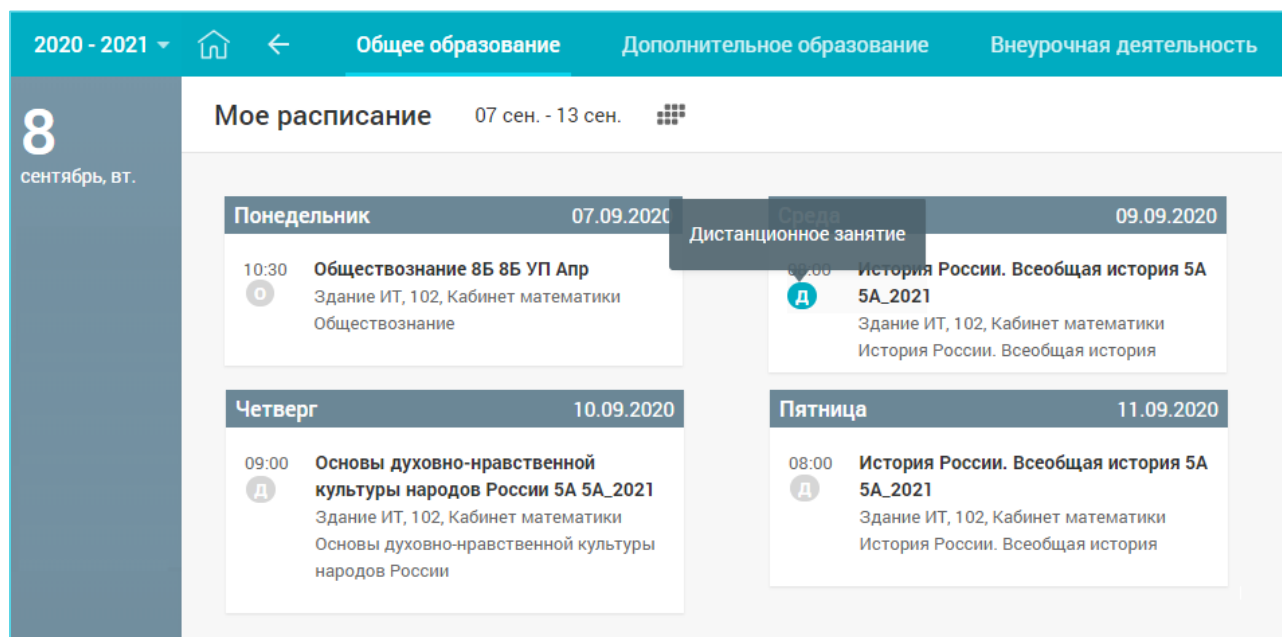 2020 - 2021
Общее образование
Дополнительное образование
Внеурочная деятельность
8
сентябрь, вт.
Мое расписание
07 сен. - 13 сен.
Понедельник
07.09.2020
10:30
О
Обществознание 8Б 8Б УП Апр
Здание ИТ, 102, Кабинет математики
Обществознание
Дистанционное занятие
Среда
09.09.2020
Д
История России. Всеобщая история 5А
5А_2021
Здание ИТ, 102, Кабинет математики
История России. Всеобщая история
Четверг
10.09.2020
09:00
Д
Основы духовно-нравственной
культуры народов России 5А 5А_2021
Здание ИТ, 102, Кабинет математики
Основы духовно-нравственной культуры
народов России
Пятница
11.09.2020
08:00
Д
История России. Всеобщая история 5А
5А_2021
Здание ИТ, 102, Кабинет математики
История России. Всеобщая история